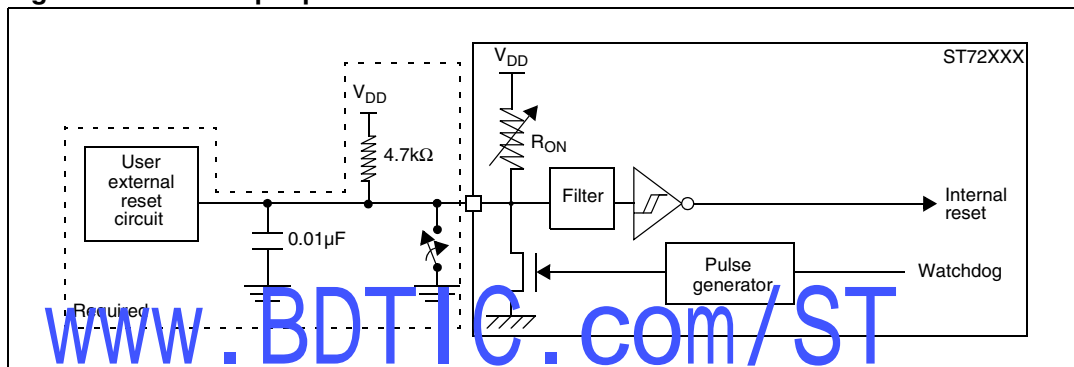 ST72XXX
VDD
VDD
4.7kΩ
RON
User
external
reset
circuit
Filter
Internal
reset
0.01µF
Pulse
generator
Watchdog
Required
www.BDTIC.com/ST